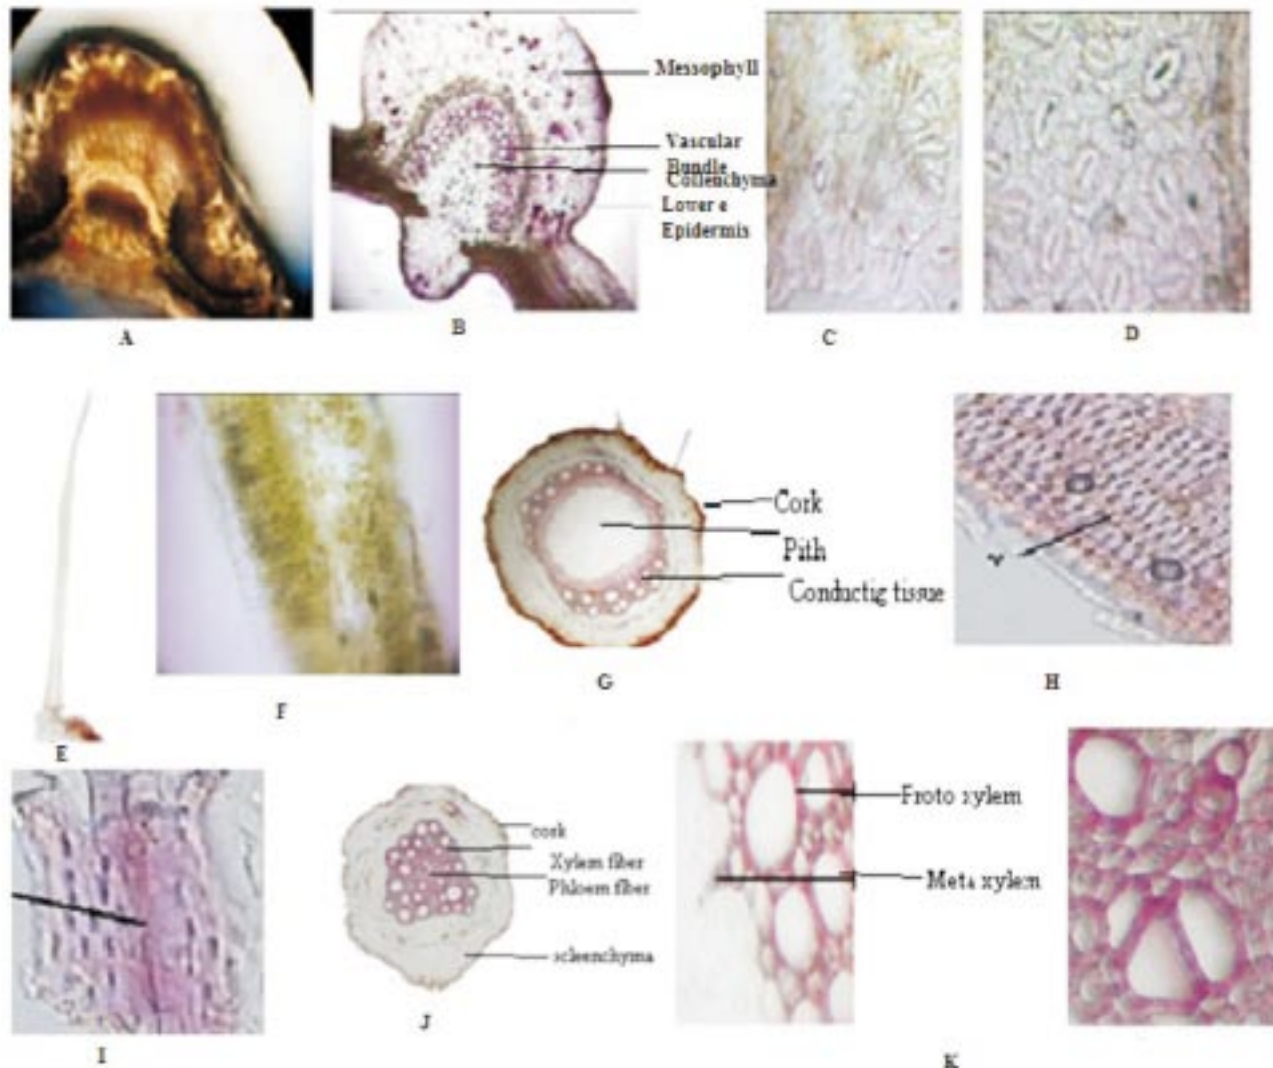 Messophyll
Vascular
Bundle
Collenchyma
Lower e
Epidermis
A
B
C
D
Cork
Pith
Conductig tissue
E
F
G
H
cork
Xylem fiber
Phloem fiber
scleenchyma
Proto xylem
Meta xylem
I
J
K